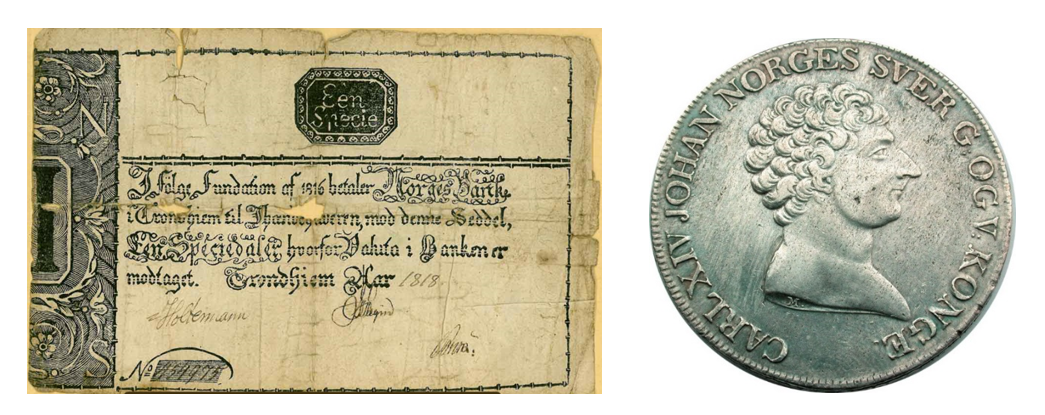 Een
Specie
I følge Fundation af 1816 betaler Norges Bank
i Trondhiem til Ihændehaveren, mod denne Seddel,
Een Speciedaler hvorfor Valuta i Banken er
modtaget. Trondhiem Aar 1818.
No
CARL XIV JOHAN NORGES SVER G. OG V. KONGE.